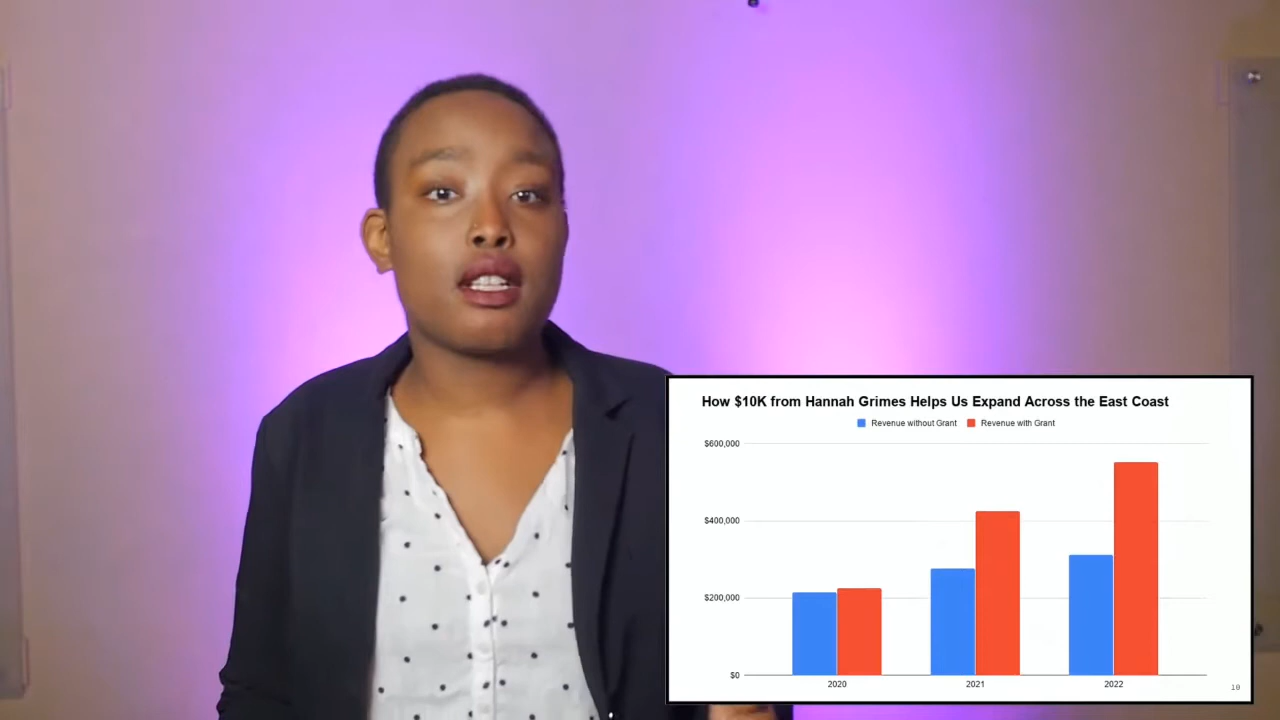 How $10K from Hannah Grimes Helps Us Expand Across the East Coast
Revenue without Grant Revenue with Grant
$600,000
$400,000
$200,000
$0
2020 2021 2022
10